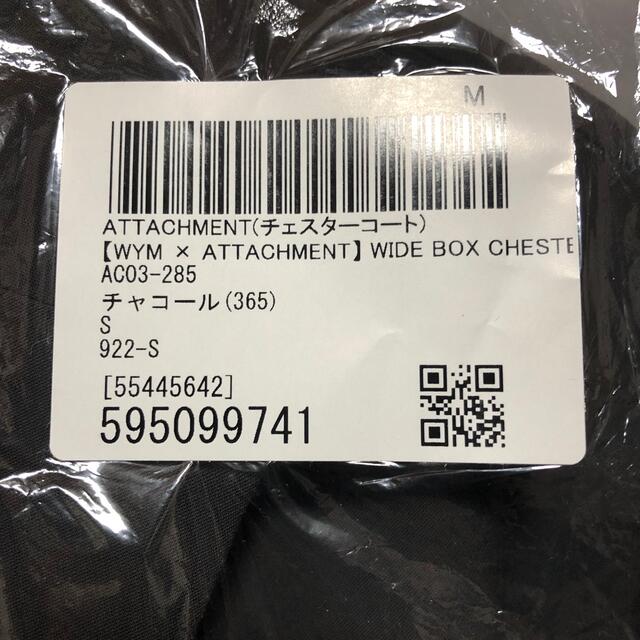 M
ATTACHMENT(チェスターコート)
【WYM × ATTACHMENT】WIDE BOX CHESTE
AC03-285
チャコール(365)
S
922-S
[55445642]
595099741